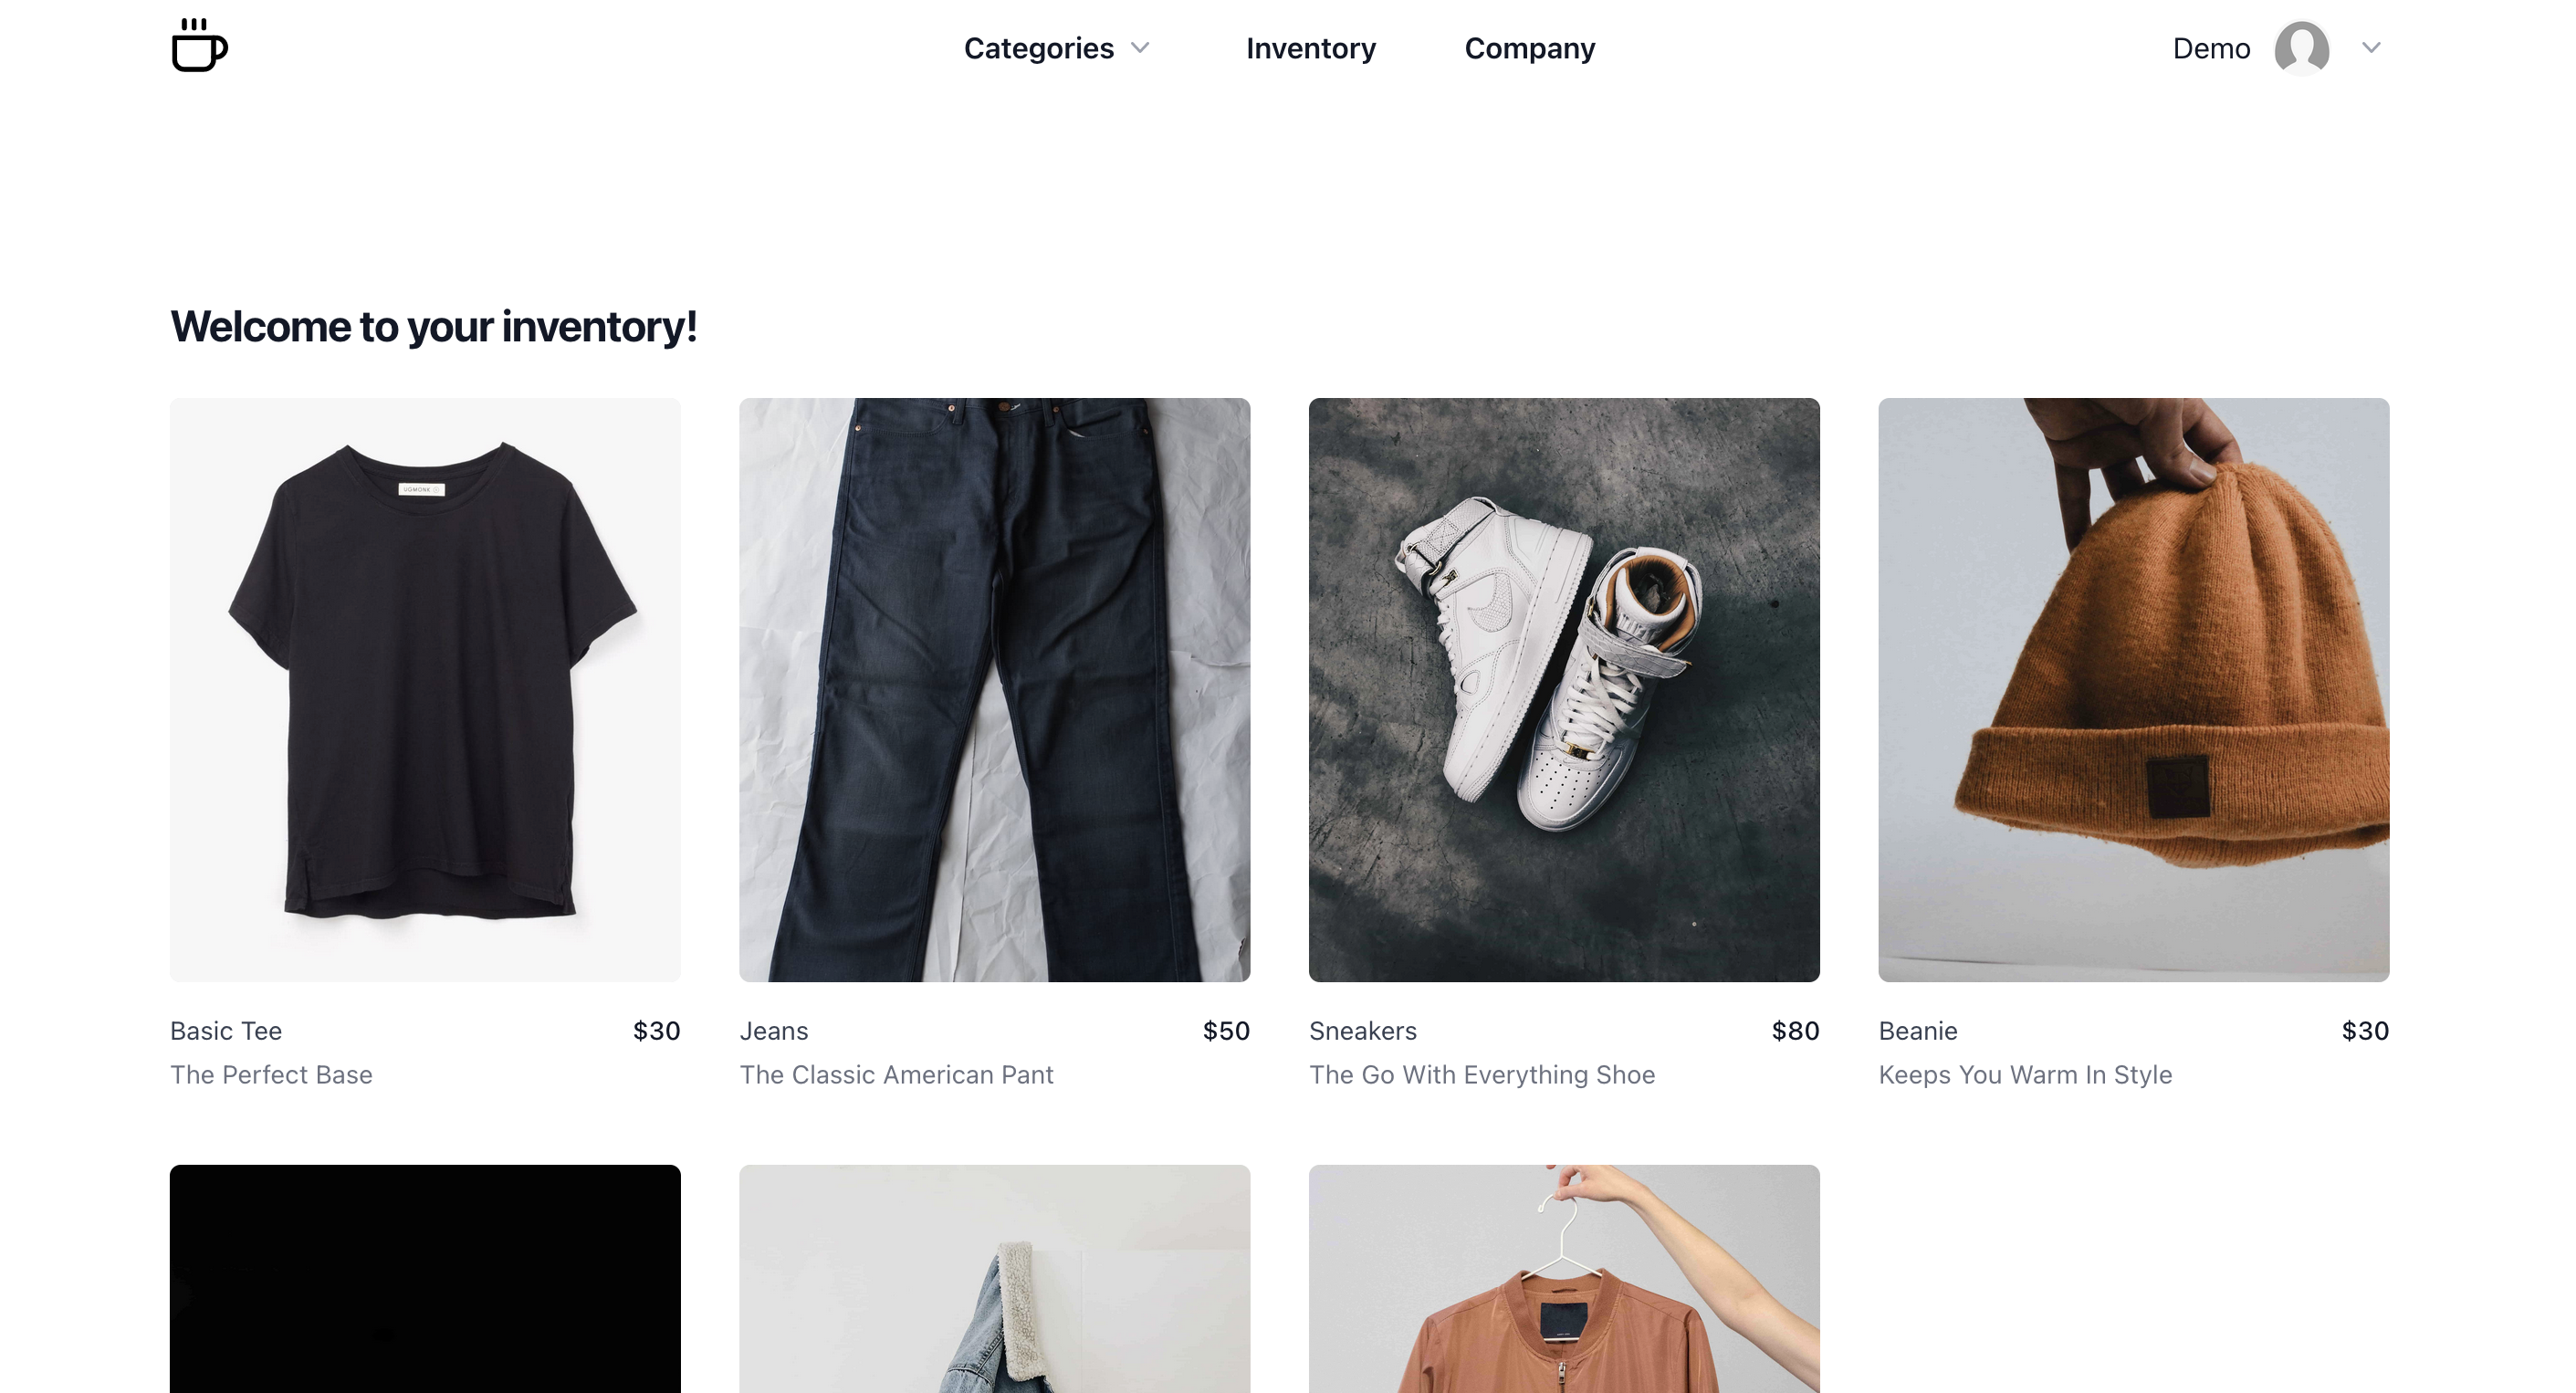 Categories
Inventory
Company
Demo
Welcome to your inventory!
UGMONK
Basic Tee
$30
The Perfect Base
Jeans
$50
The Classic American Pant
Sneakers
$80
The Go With Everything Shoe
Beanie
$30
Keeps You Warm In Style